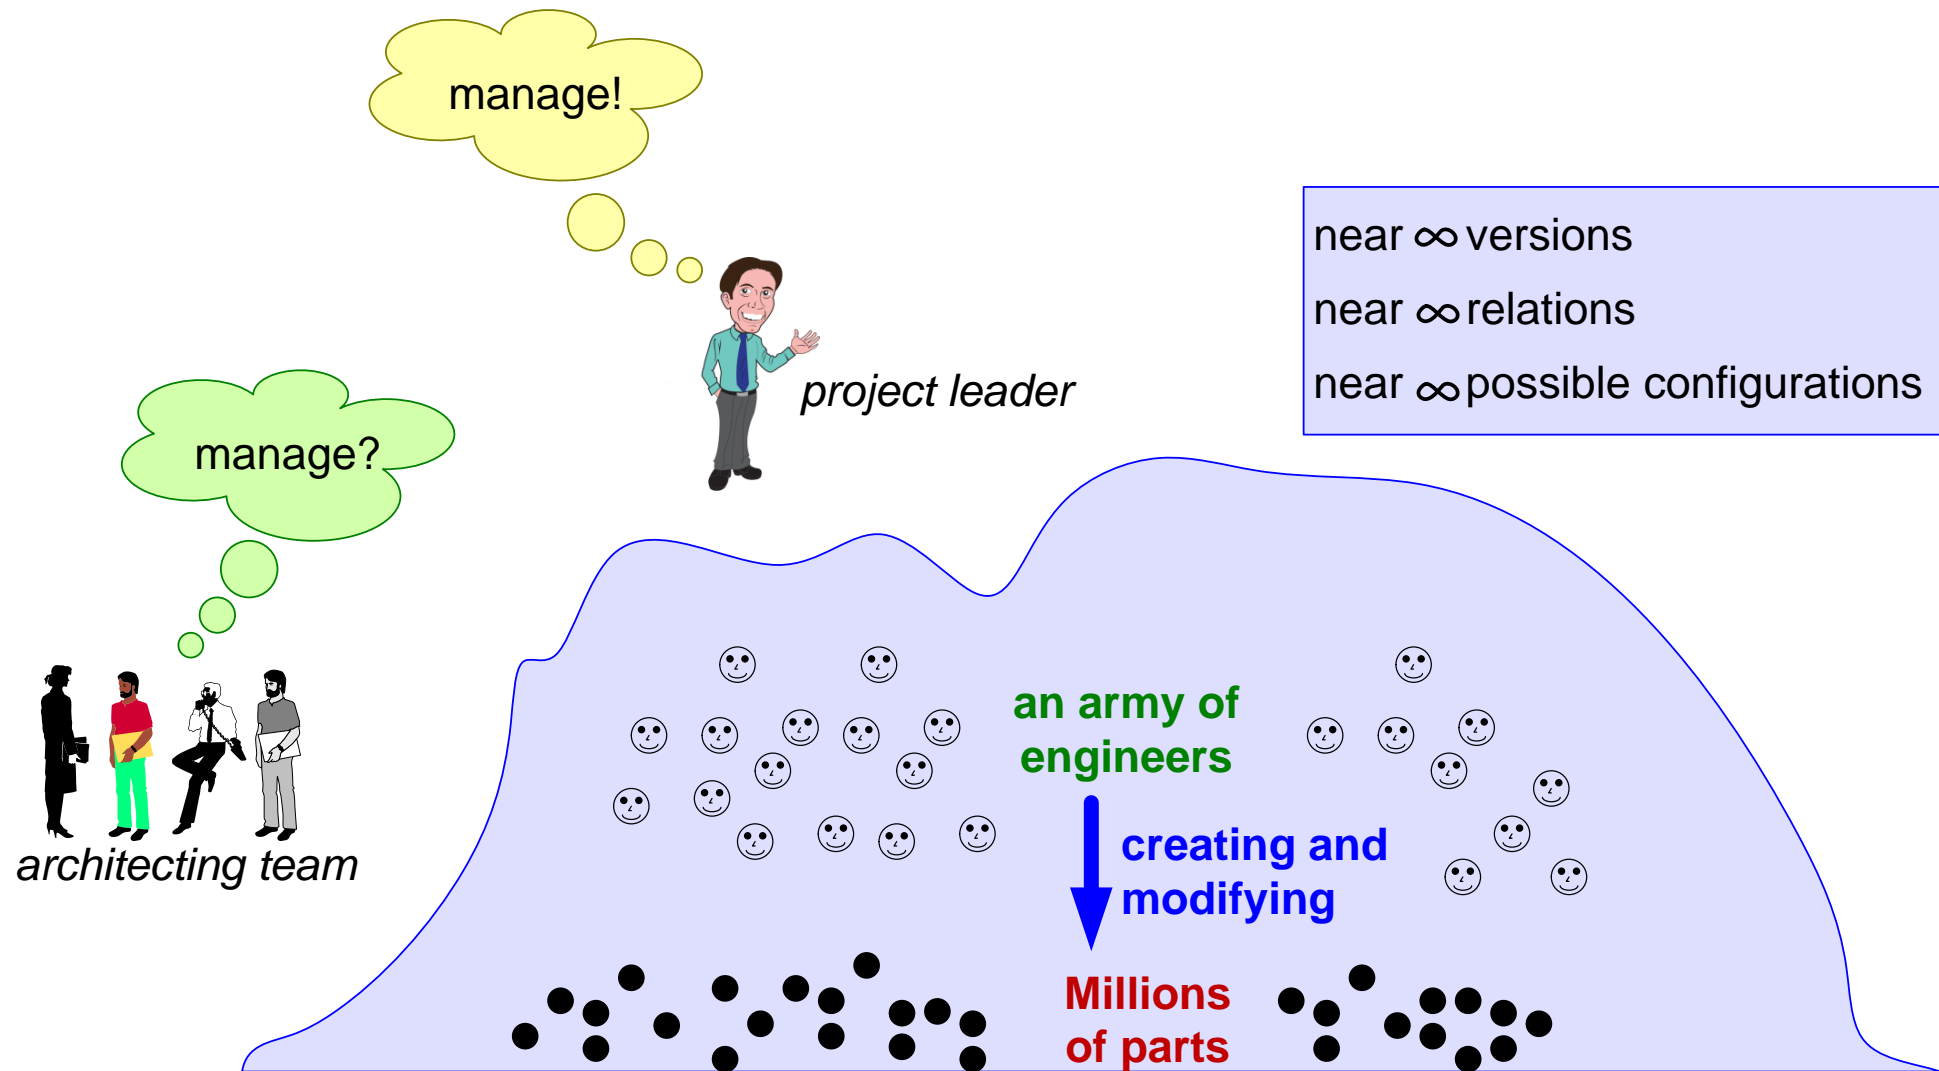 manage!
near ∞ versions
near ∞ relations
near ∞ possible configurations
project leader
manage?
architecting team
an army of
engineers
creating and
modifying
Millions
of parts